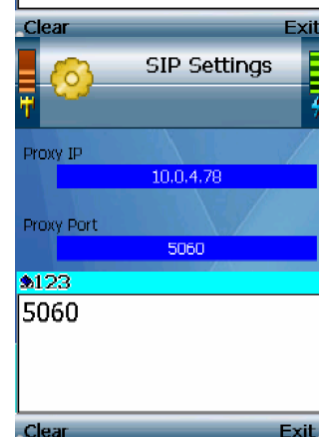 Clear Exit
SIP Settings
Proxy IP
10.0.4.78
Proxy Port
5060
123
5060
Clear Exit